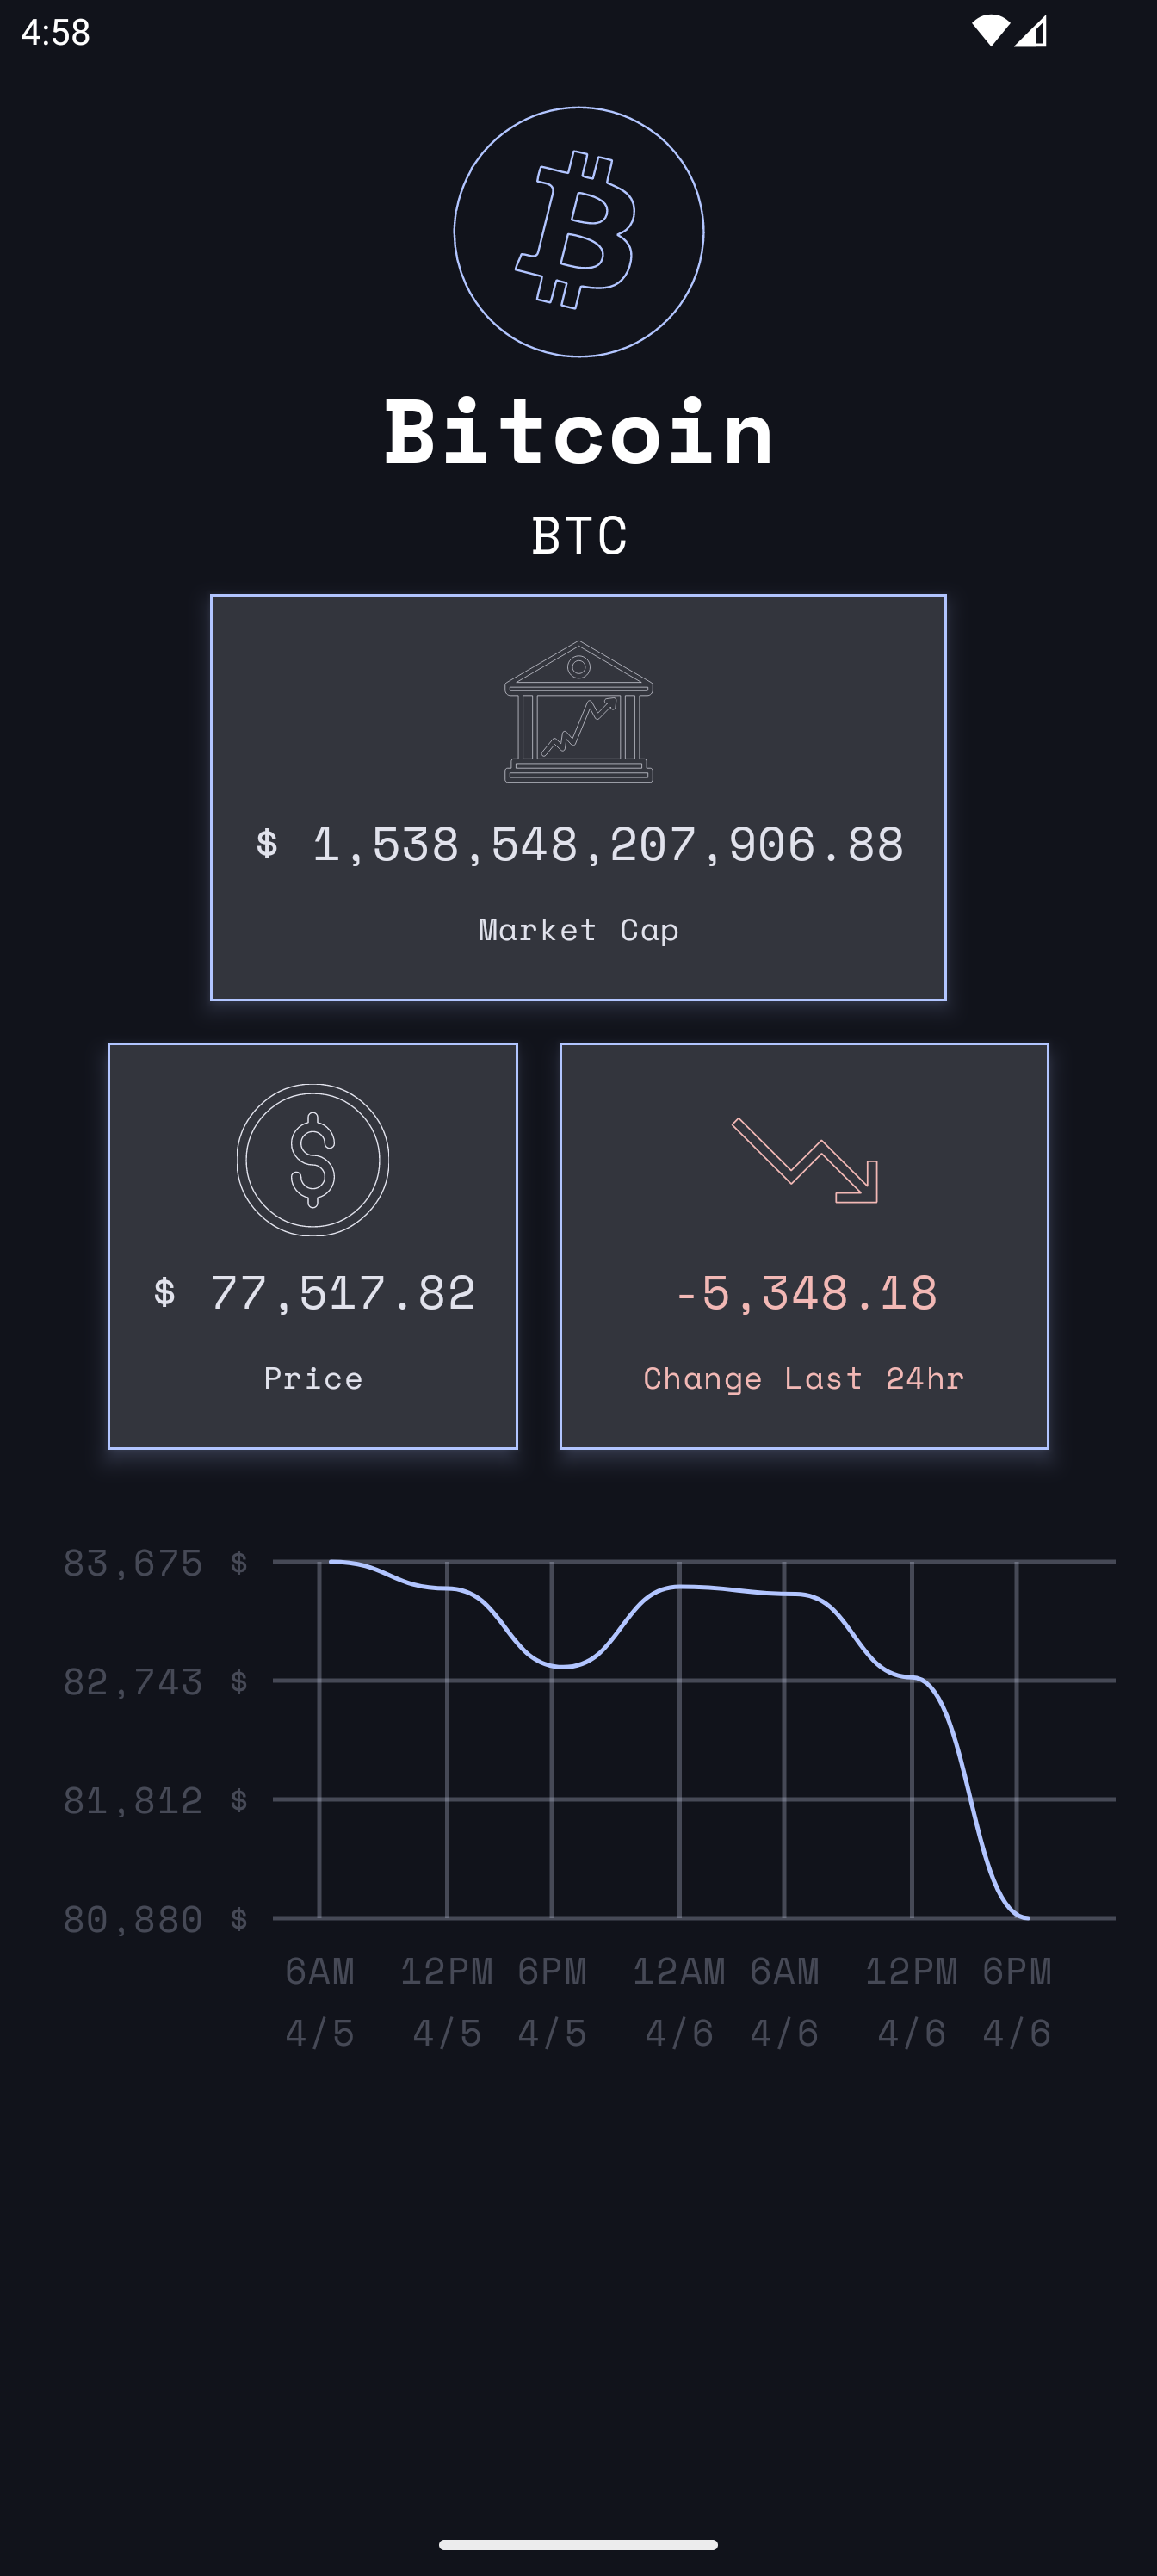 4:58
Bitcoin
BTC
$ 1,538,548,207,906.88
Market Cap
$ 77,517.82
Price
-5,348.18
Change Last 24hr
83,675 $
82,743 $
81,812 $
80,880 $
6AM 12PM 6PM 12AM 6AM 12PM 6PM
4/5 4/5 4/5 4/6 4/6 4/6 4/6